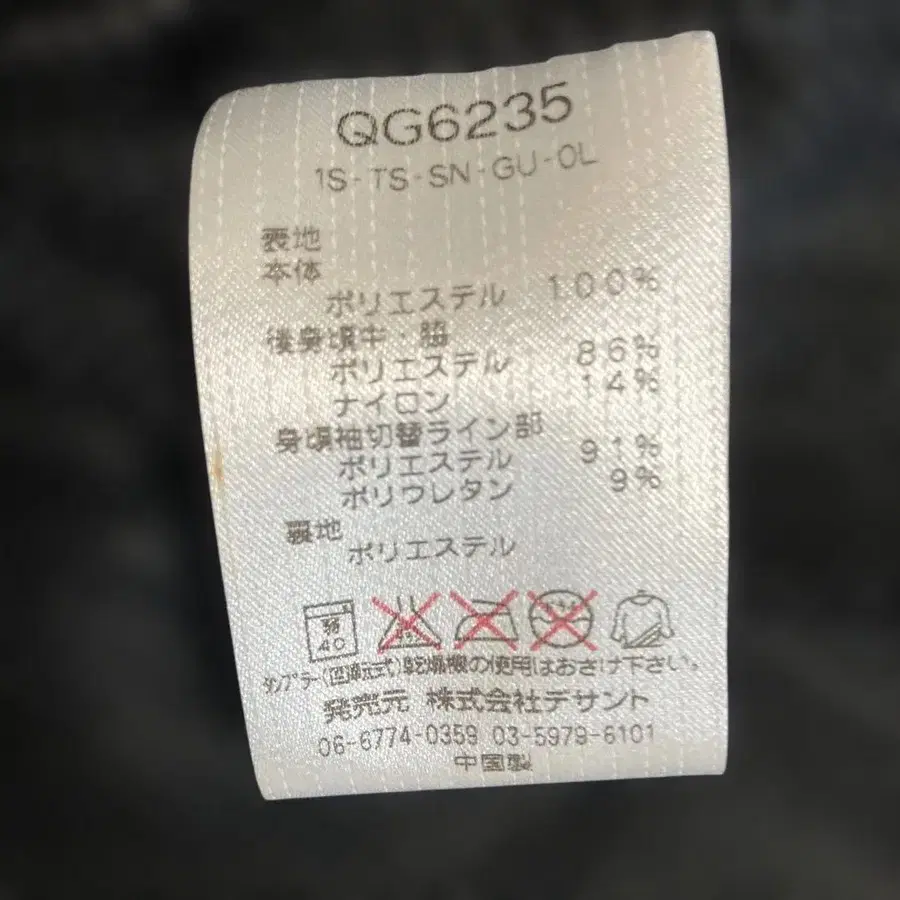 QG6235
1S-TS-SN-GU-OL
表地
本体
ポリエステル 100%
後身頃中・脇
ポリエステル 86%
ナイロン 14%
身頃袖切替ライン部
ポリエステル 91%
ポリウレタン 9%
裏地
ポリエステル
弱
40
タンブラー(回転式)乾燥機の使用はおさけ下さい。
発売元 株式会社デサント
06-6774-0359 03-5979-6101
中国製